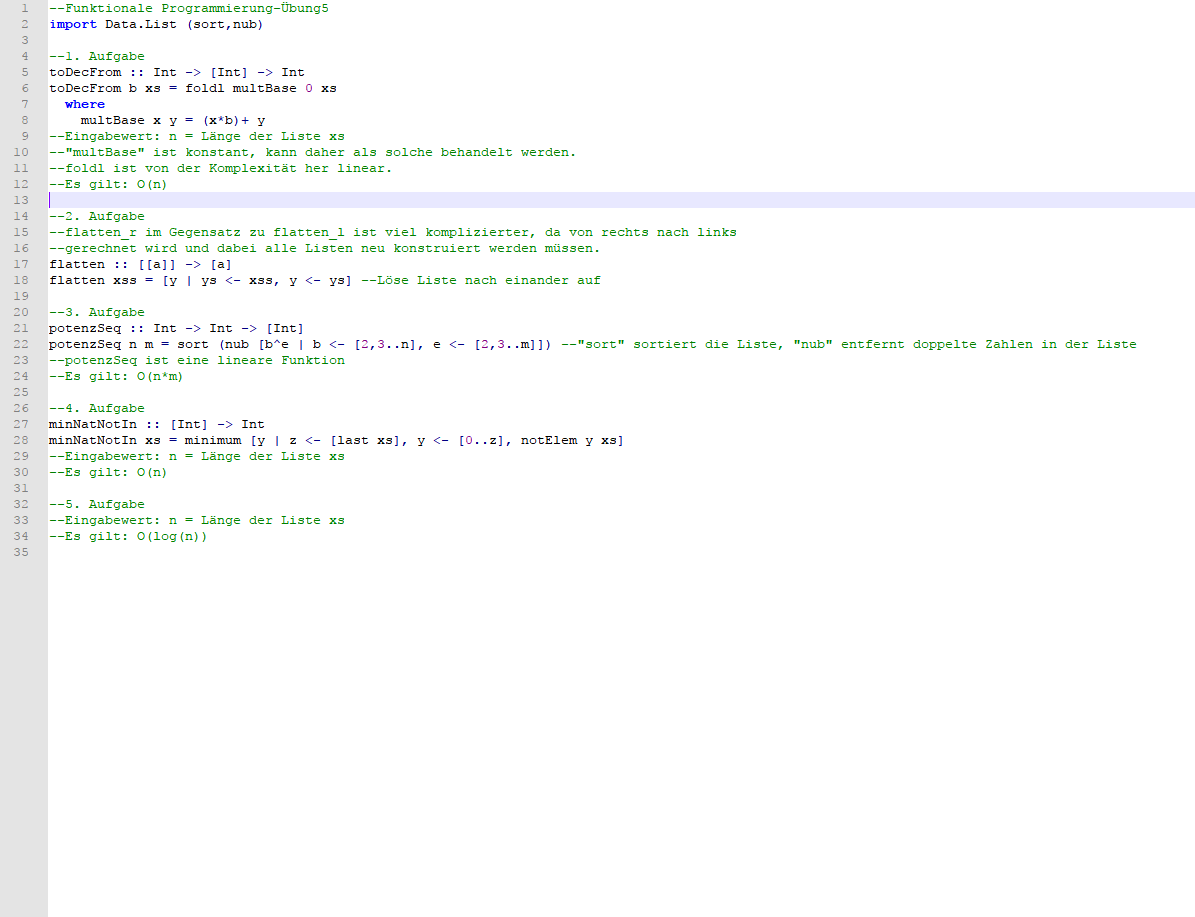 1 --Funktionale Programmierung-Übung5
2 import Data.List (sort,nub)
3
4 --1. Aufgabe
5 toDecFrom :: Int -> [Int] -> Int
6 toDecFrom b xs = foldl multBase 0 xs
7   where
8     multBase x y = (x*b)+ y
9 --Eingabewert: n = Länge der Liste xs
10 --"multBase" ist konstant, kann daher als solche behandelt werden.
11 --foldl ist von der Komplexität her linear.
12 --Es gilt: O(n)
13
14 --2. Aufgabe
15 --flatten_r im Gegensatz zu flatten_l ist viel komplizierter, da von rechts nach links
16 --gerechnet wird und dabei alle Listen neu konstruiert werden müssen.
17 flatten :: [[a]] -> [a]
18 flatten xss = [y | ys <- xss, y <- ys] --Löse Liste nach einander auf
19
20 --3. Aufgabe
21 potenzSeq :: Int -> Int -> [Int]
22 potenzSeq n m = sort (nub [b^e | b <- [2,3..n], e <- [2,3..m]]) --"sort" sortiert die Liste, "nub" entfernt doppelte Zahlen in der Liste
23 --potenzSeq ist eine lineare Funktion
24 --Es gilt: O(n*m)
25
26 --4. Aufgabe
27 minNatNotIn :: [Int] -> Int
28 minNatNotIn xs = minimum [y | z <- [last xs], y <- [0..z], notElem y xs]
29 --Eingabewert: n = Länge der Liste xs
30 --Es gilt: O(n)
31
32 --5. Aufgabe
33 --Eingabewert: n = Länge der Liste xs
34 --Es gilt: O(log(n))
35